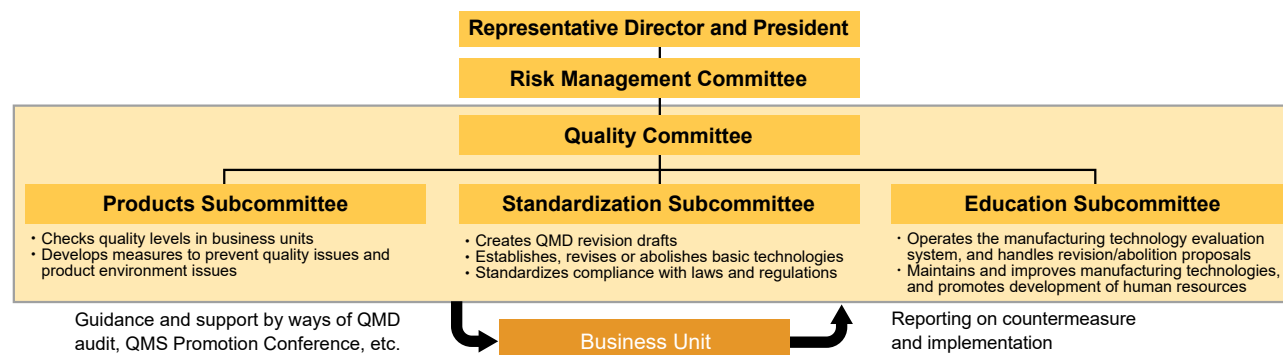 Representative Director and President
Risk Management Committee
Quality Committee
Products Subcommittee
・Checks quality levels in business units
・Develops measures to prevent quality issues and
product environment issues
Standardization Subcommittee
・Creates QMD revision drafts
・Establishes, revises or abolishes basic technologies
・Standardizes compliance with laws and regulations
Education Subcommittee
・Operates the manufacturing technology evaluation
system, and handles revision/abolition proposals
・Maintains and improves manufacturing technologies,
and promotes development of human resources
Guidance and support by ways of QMD
audit, QMS Promotion Conference, etc.
Business Unit
Reporting on countermeasure
and implementation